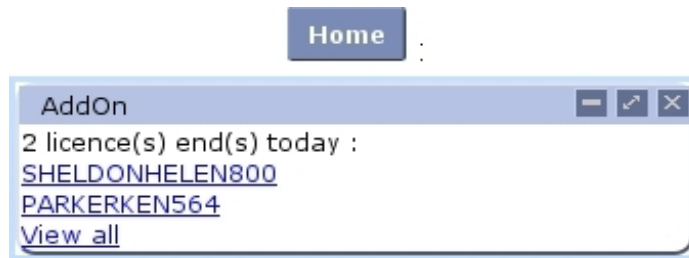 Home :
AddOn
2 licence(s) end(s) today :
SHELDONHELEN800
PARKERKEN564
View all